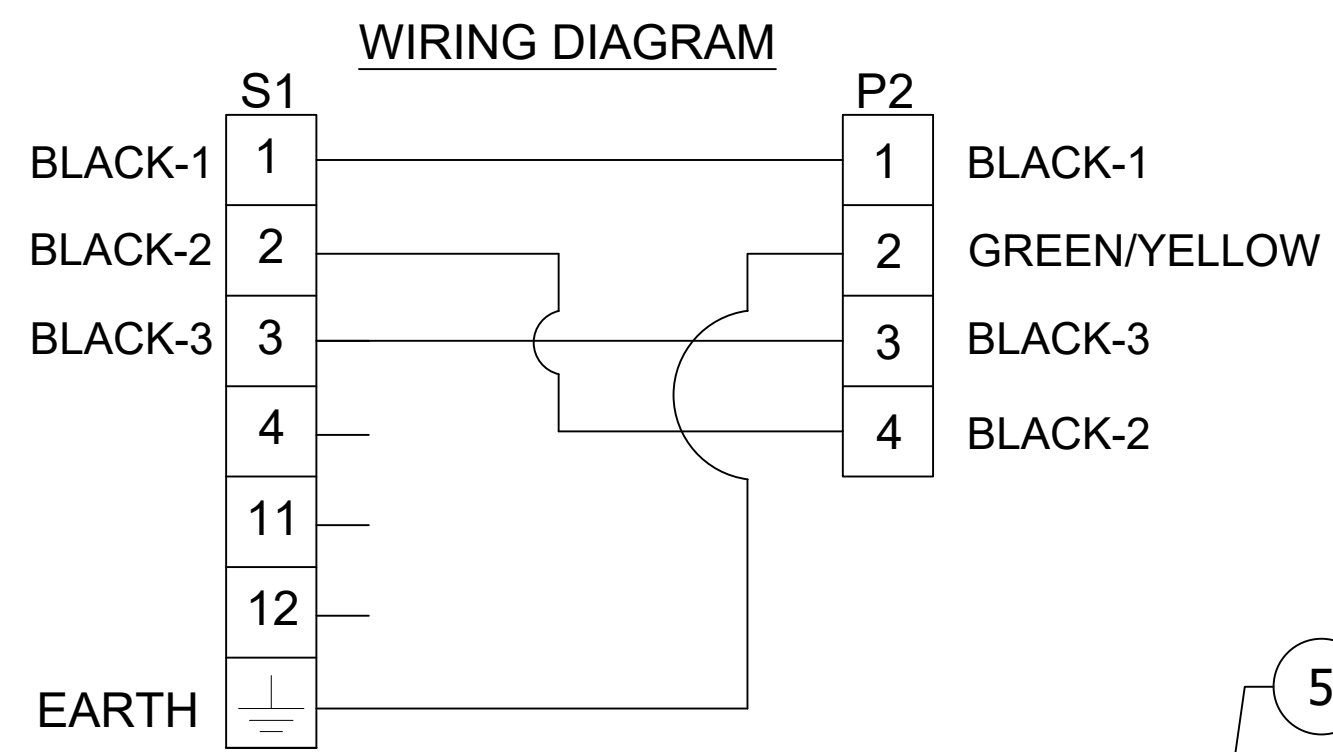 WIRING DIAGRAM
S1 P2
BLACK-1 1 1 BLACK-1
BLACK-2 2 2 GREEN/YELLOW
BLACK-3 3 3 BLACK-3
4 4 BLACK-2
11
12
EARTH
5